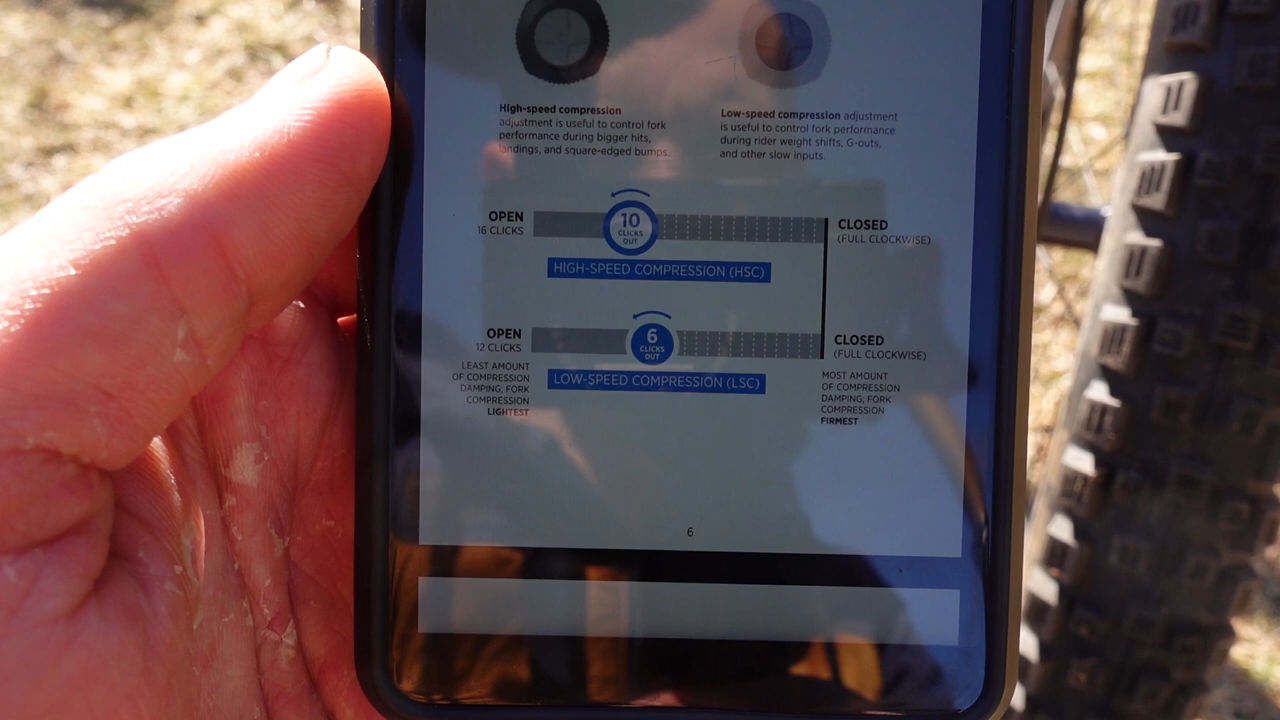 High-speed compression
adjustment is useful to control fork
performance during bigger hits,
landings, and square-edged bumps.
Low-speed compression adjustment
is useful to control fork performance
during rider weight shifts, G-outs,
and other slow inputs.
OPEN
16 CLICKS
10
CLICKS
OUT
CLOSED
(FULL CLOCKWISE)
HIGH-SPEED COMPRESSION (HSC)
OPEN
12 CLICKS
6
CLICKS
OUT
CLOSED
(FULL CLOCKWISE)
LOW-SPEED COMPRESSION (LSC)
LEAST AMOUNT
OF COMPRESSION
DAMPING; FORK
COMPRESSION
LIGHTEST
MOST AMOUNT
OF COMPRESSION
DAMPING; FORK
COMPRESSION
FIRMEST
6